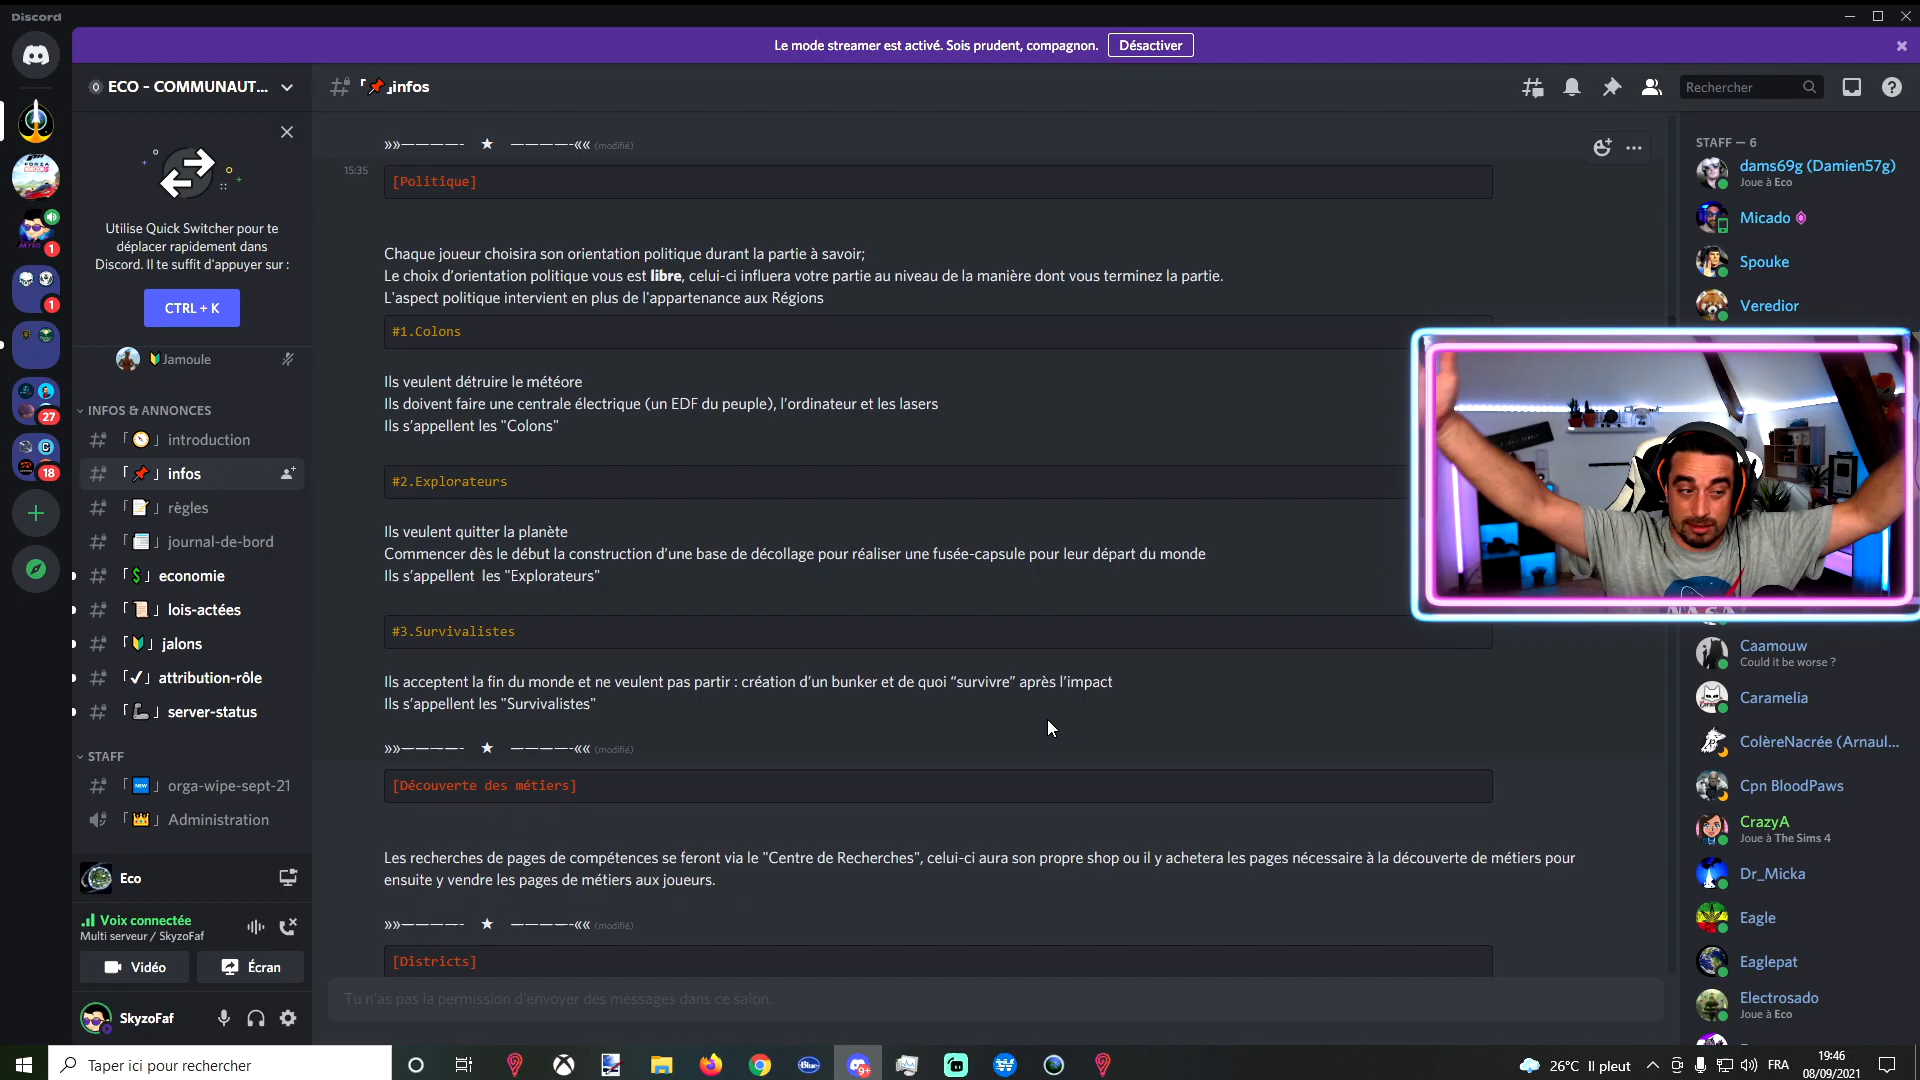 Discord
Le mode streamer est activé. Sois prudent, compagnon.
Désactiver
ECO - COMMUNAUT...
infos
Rechercher
Utilise Quick Switcher pour te
déplacer rapidement dans
Discord. Il te suffit d'appuyer sur :
CTRL + K
Jamoule
INFOS & ANNONCES
introduction
infos
règles
journal-de-bord
economie
lois-actées
jalons
attribution-rôle
server-status
STAFF
orga-wipe-sept-21
Administration
Eco
Voix connectée
Multi serveur / SkyzoFaf
Vidéo
Écran
SkyzoFaf
1
1
27
18
»»————-　★　————-«« (modifié)
15:35
[Politique]
Chaque joueur choisira son orientation politique durant la partie à savoir;
Le choix d'orientation politique vous est libre, celui-ci influera votre partie au niveau de la manière dont vous terminez la partie.
L'aspect politique intervient en plus de l'appartenance aux Régions
#1.Colons
Ils veulent détruire le météore
Ils doivent faire une centrale électrique (un EDF du peuple), l'ordinateur et les lasers
Ils s'appellent les "Colons"
#2.Explorateurs
Ils veulent quitter la planète
Commencer dès le début la construction d'une base de décollage pour réaliser une fusée-capsule pour leur départ du monde
Ils s'appellent  les "Explorateurs"
#3.Survivalistes
Ils acceptent la fin du monde et ne veulent pas partir : création d'un bunker et de quoi “survivre” après l'impact
Ils s'appellent les "Survivalistes"
»»————-　★　————-«« (modifié)
[Découverte des métiers]
Les recherches de pages de compétences se feront via le "Centre de Recherches", celui-ci aura son propre shop ou il y achetera les pages nécessaire à la découverte de métiers pour
ensuite y vendre les pages de métiers aux joueurs.
»»————-　★　————-«« (modifié)
[Districts]
Tu n'as pas la permission d'envoyer des messages dans ce salon.
STAFF — 6
dams69g (Damien57g)
Joue à Eco
Micado
Spouke
Veredior
Caamouw
Could it be worse ?
Caramelia
ColèreNacrée (Arnaul...
Cpn BloodPaws
CrazyA
Joue à The Sims 4
Dr_Micka
Eagle
Eaglepat
Electrosado
Joue à Eco
Taper ici pour rechercher
9+
26°C Il pleut
FRA
19:46
08/09/2021